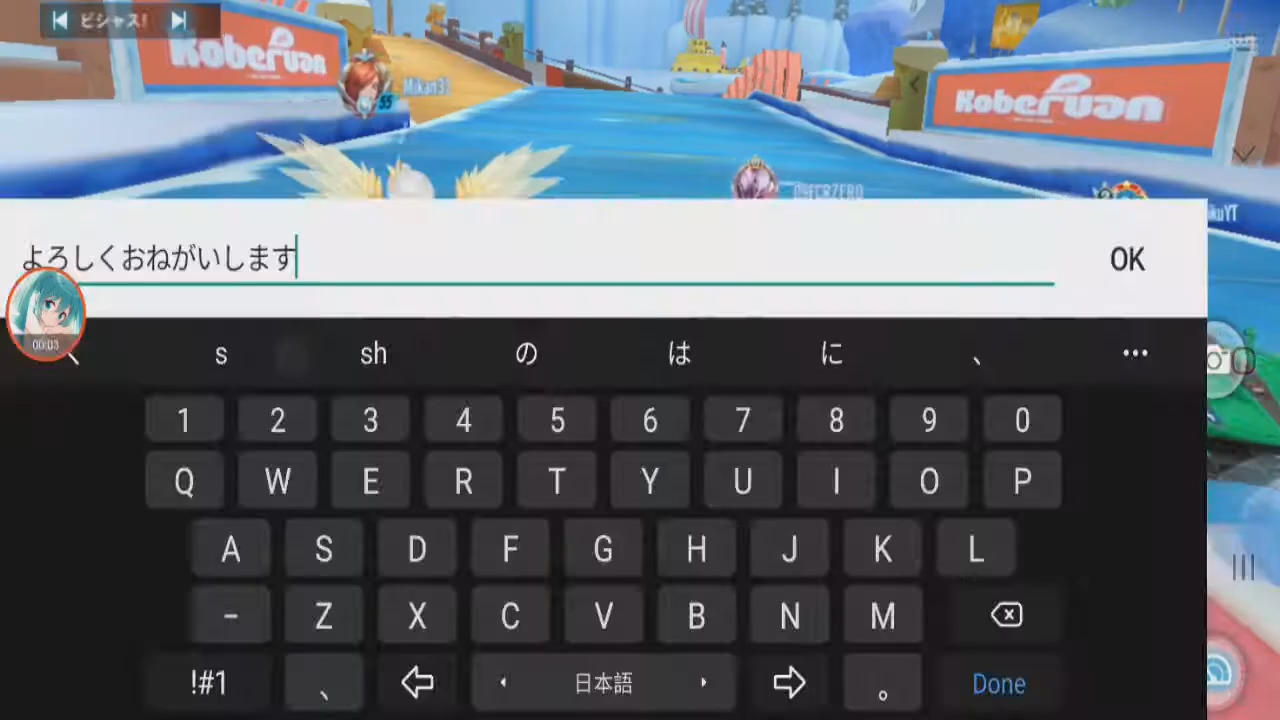 ビシャス!
Koberuan
Mikan31
55
Koberuan
よろしくおねがいします
OK
00:03
s sh の は に 、 •••
1 2 3 4 5 6 7 8 9 0
Q W E R T Y U I O P
A S D F G H J K L
- Z X C V B N M
!#1 、 日本語 。 Done